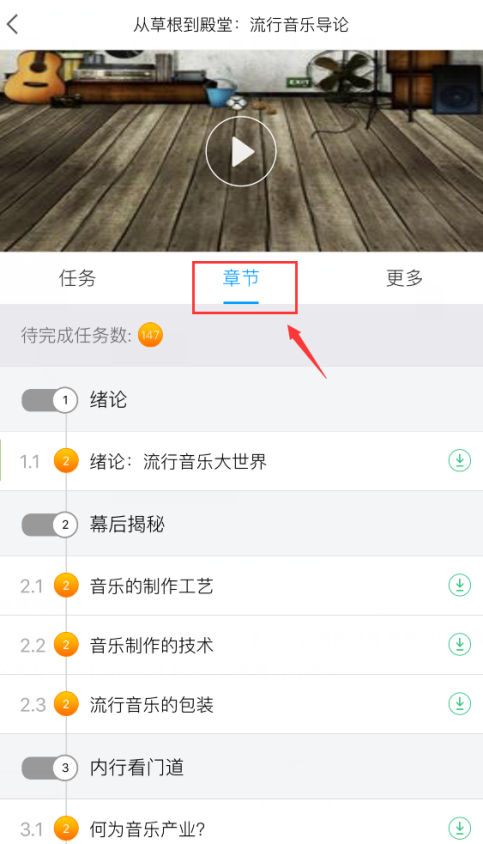 从草根到殿堂：流行音乐导论
EXIT
任务 章节 更多
待完成任务数: 147
1 绪论
1.1 2 绪论：流行音乐大世界
2 幕后揭秘
2.1 2 音乐的制作工艺
2.2 2 音乐制作的技术
2.3 2 流行音乐的包装
3 内行看门道
3.1 2 何为音乐产业?